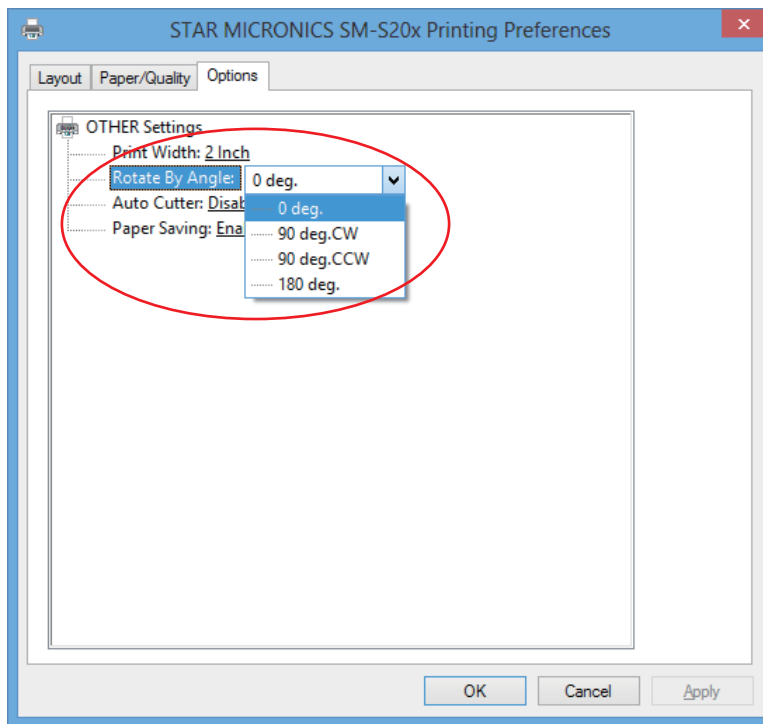 STAR MICRONICS SM-S20x Printing Preferences
Layout Paper/Quality Options
OTHER Settings
Print Width: 2 Inch
Rotate By Angle: 0 deg.
Auto Cutter: 0 deg.
90 deg.CW
Paper Saving:
90 deg.CCW
180 deg.
OK Cancel Apply